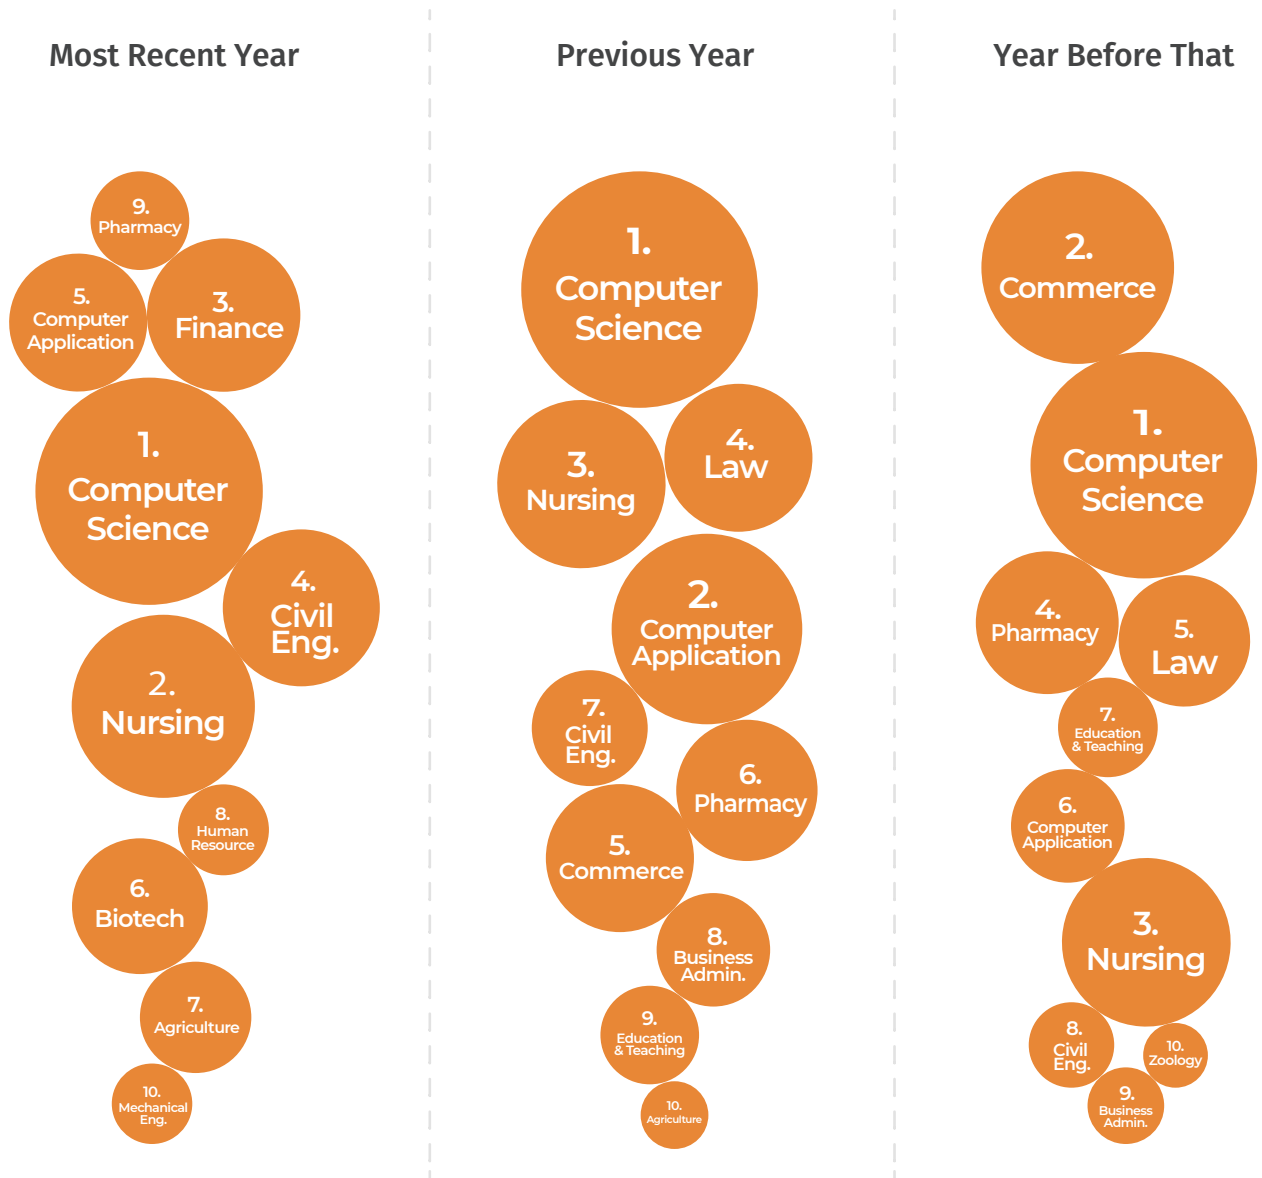 Most Recent Year
9.
Pharmacy
5.
Computer
Application
3.
Finance
1.
Computer
Science
4.
Civil
Eng.
2.
Nursing
8.
Human
Resource
6.
Biotech
7.
Agriculture
10.
Mechanical
Eng.
Previous Year
1.
Computer
Science
4.
Law
3.
Nursing
2.
Computer
Application
7.
Civil
Eng.
6.
Pharmacy
5.
Commerce
8.
Business
Admin.
9.
Education
& Teaching
10.
Agriculture
Year Before That
2.
Commerce
1.
Computer
Science
4.
Pharmacy
5.
Law
7.
Education
& Teaching
6.
Computer
Application
3.
Nursing
8.
Civil
Eng.
10.
Zoology
9.
Business
Admin.